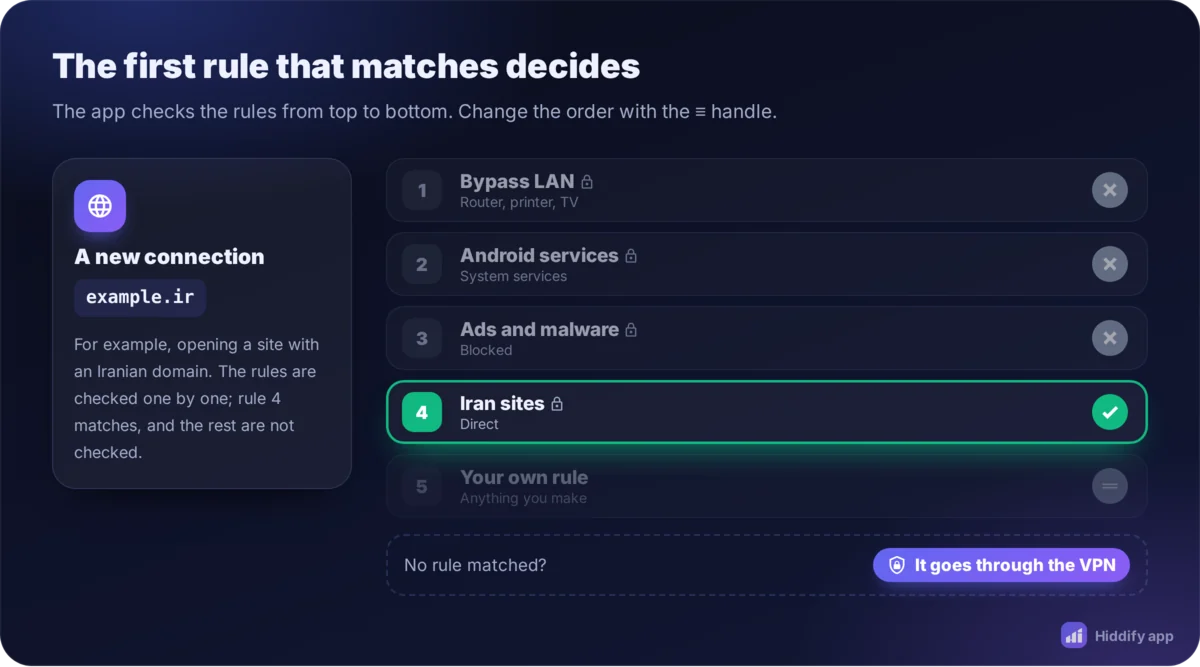 The first rule that matches decides
The app checks the rules from top to bottom. Change the order with the ≡ handle.
A new connection
example.ir
For example, opening a site with
an Iranian domain. The rules are
checked one by one; rule 4
matches, and the rest are not
checked.
1
Bypass LAN
Router, printer, TV
2
Android services
System services
3
Ads and malware
Blocked
4
Iran sites
Direct
5
Your own rule
Anything you make
No rule matched?
It goes through the VPN
Hiddify app